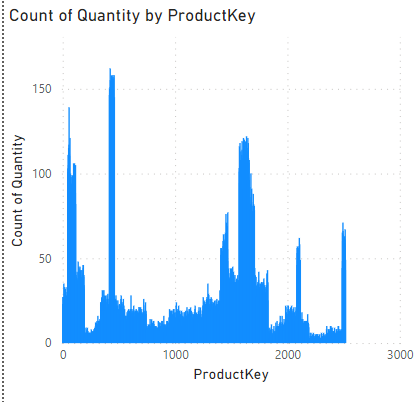 Count of Quantity by ProductKey
150
100
50
0
Count of Quantity
0 1000 2000 3000
ProductKey